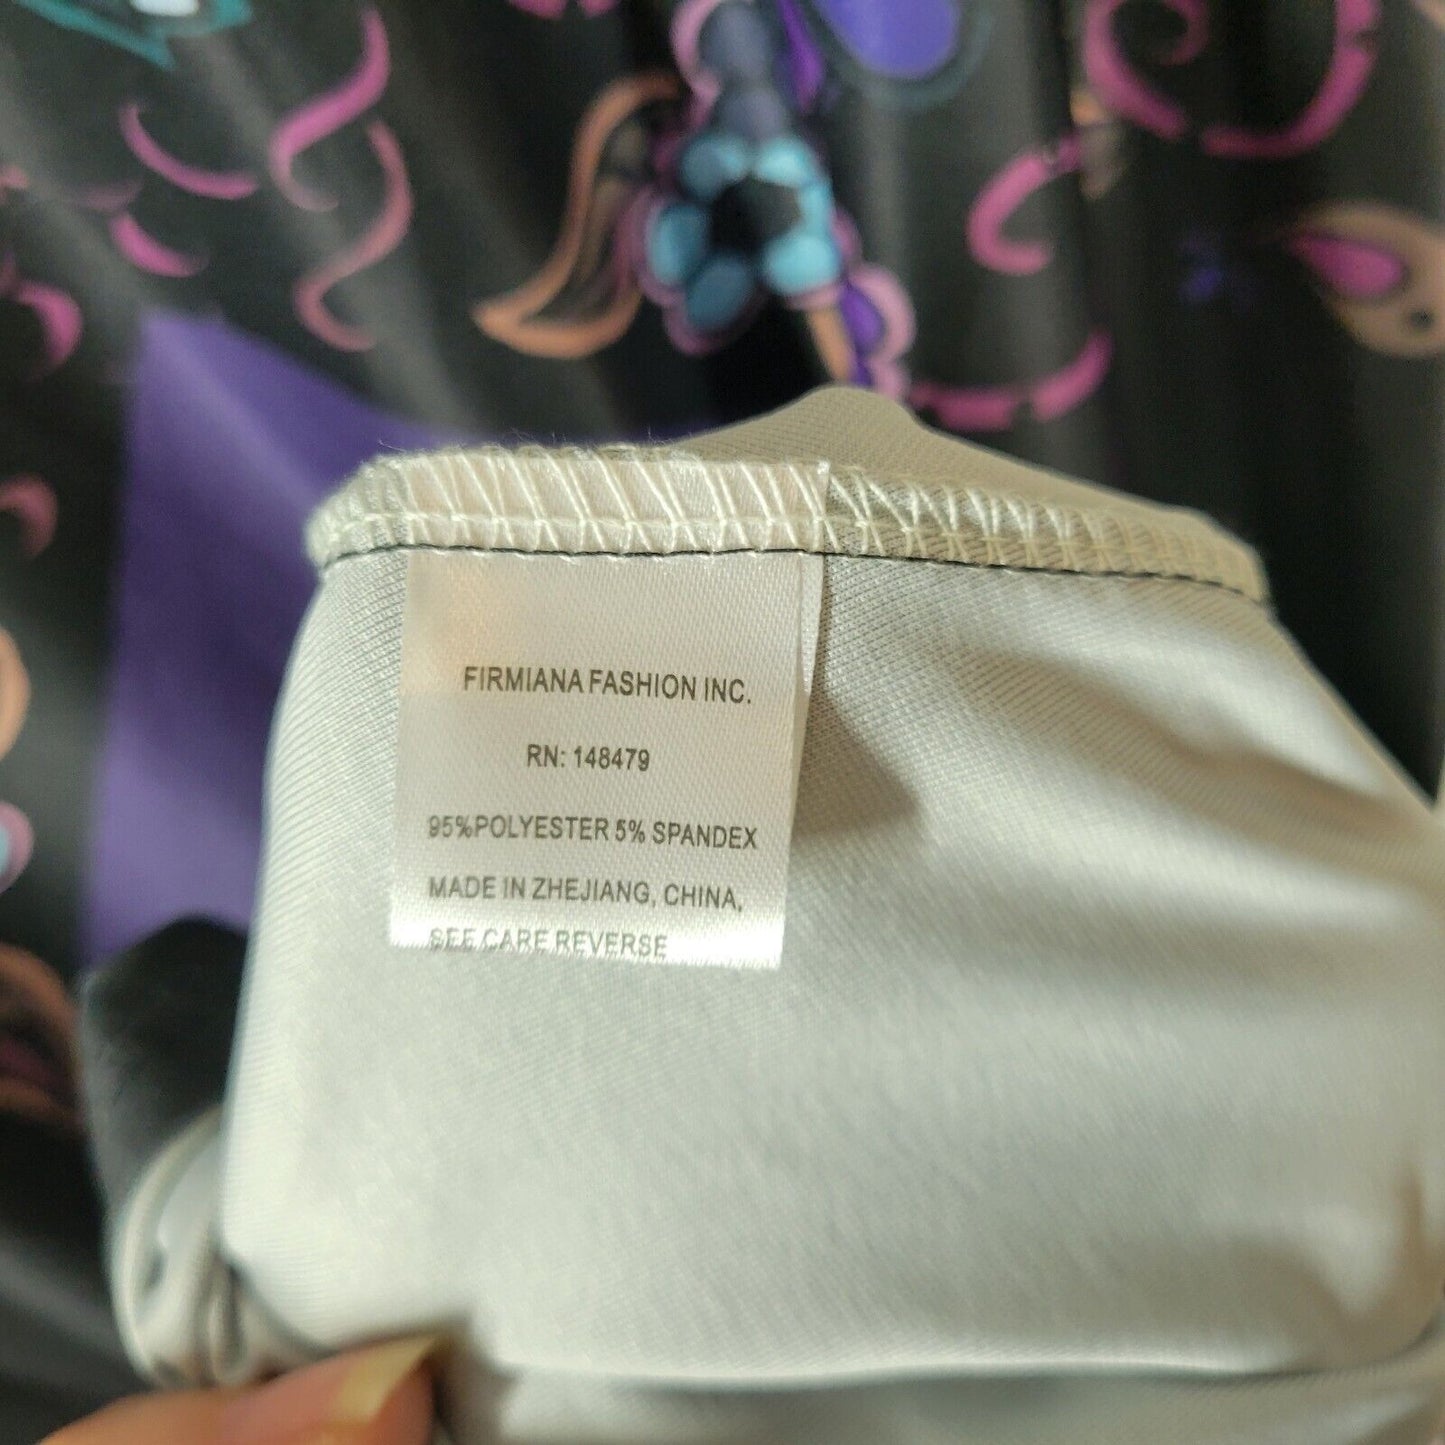 FIRMIANA FASHION INC.
RN: 148479
95%POLYESTER 5% SPANDEX
MADE IN ZHEJIANG, CHINA,
SEE CARE REVERSE